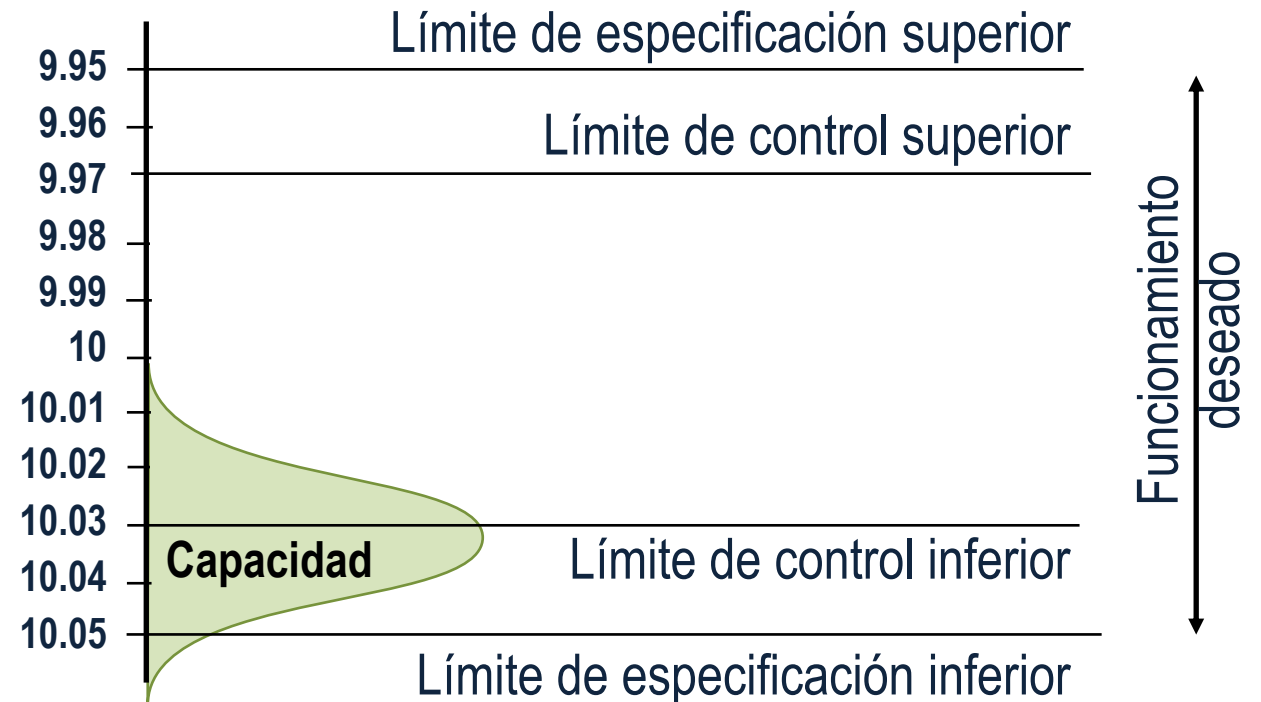 Límite de especificación superior
9.95
9.96
Límite de control superior
9.97
9.98
9.99
10
10.01
10.02
10.03
Capacidad
Límite de control inferior
10.04
10.05
Límite de especificación inferior
Funcionamiento
deseado